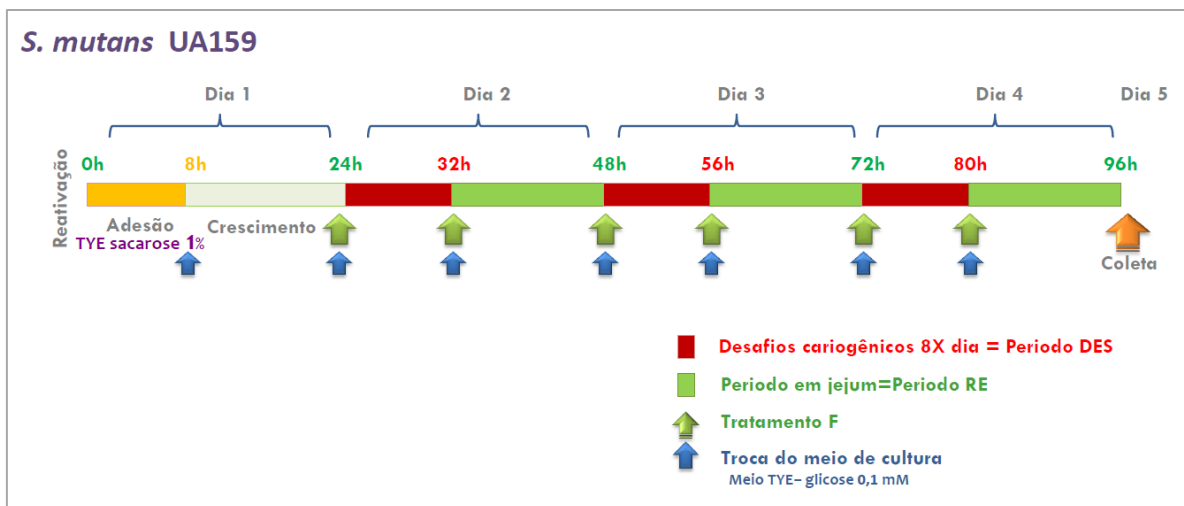 S. mutans UA159
Dia 1 Dia 2 Dia 3 Dia 4 Dia 5
Reativação
0h 8h 24h 32h 48h 56h 72h 80h 96h
Adesão Crescimento
TYE sacarose 1%
Coleta
Desafios cariogênicos 8X dia = Periodo DES
Periodo em jejum=Periodo RE
Tratamento F
Troca do meio de cultura
Meio TYE– glicose 0,1 mM